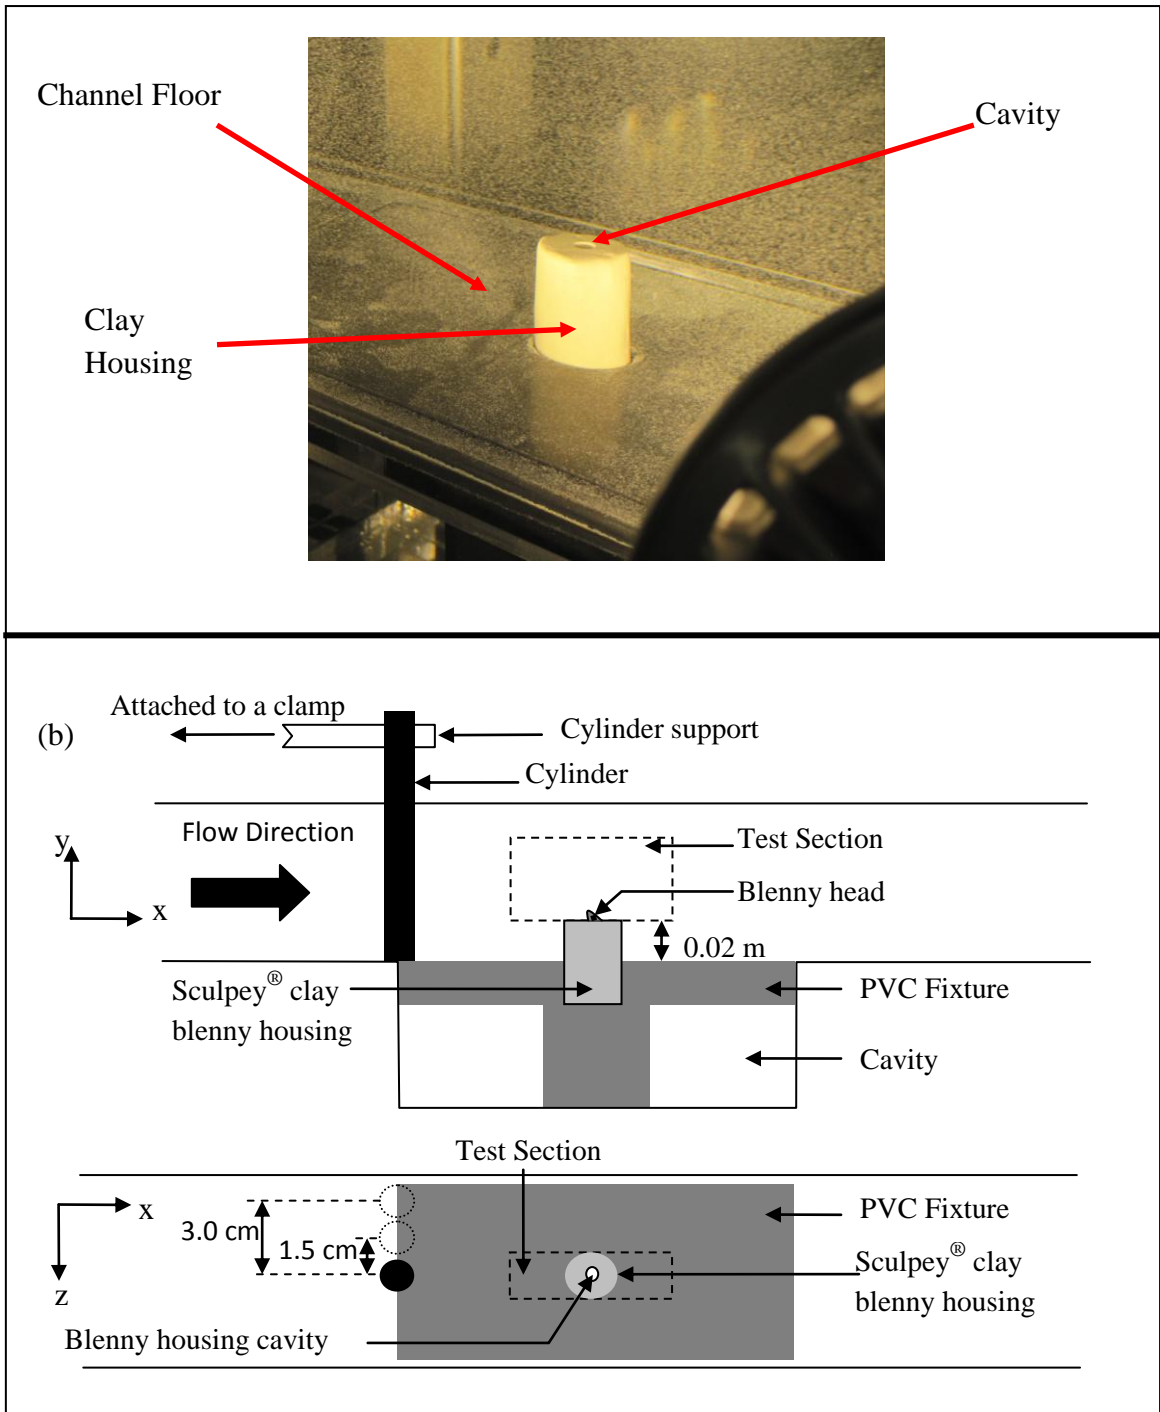 Channel Floor
Cavity
Clay
Housing
(b)
Attached to a clamp
Cylinder support
Cylinder
Flow Direction
y
x
Test Section
Blenny head
0.02 m
Sculpey® clay
blenny housing
PVC Fixture
Cavity
Test Section
x
z
3.0 cm
1.5 cm
PVC Fixture
Sculpey® clay
blenny housing
Blenny housing cavity